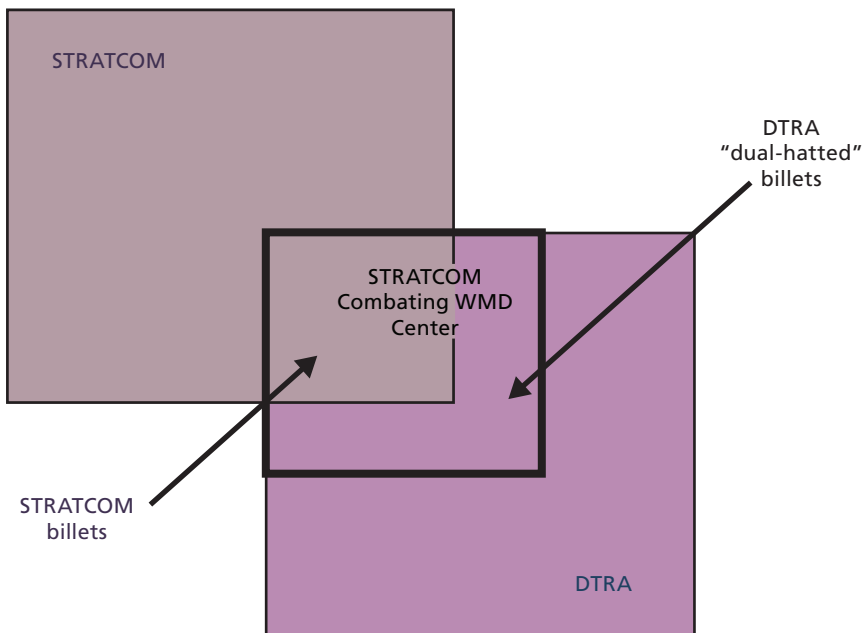 STRATCOM
DTRA
“dual-hatted”
billets
STRATCOM
Combating WMD
Center
STRATCOM
billets
DTRA